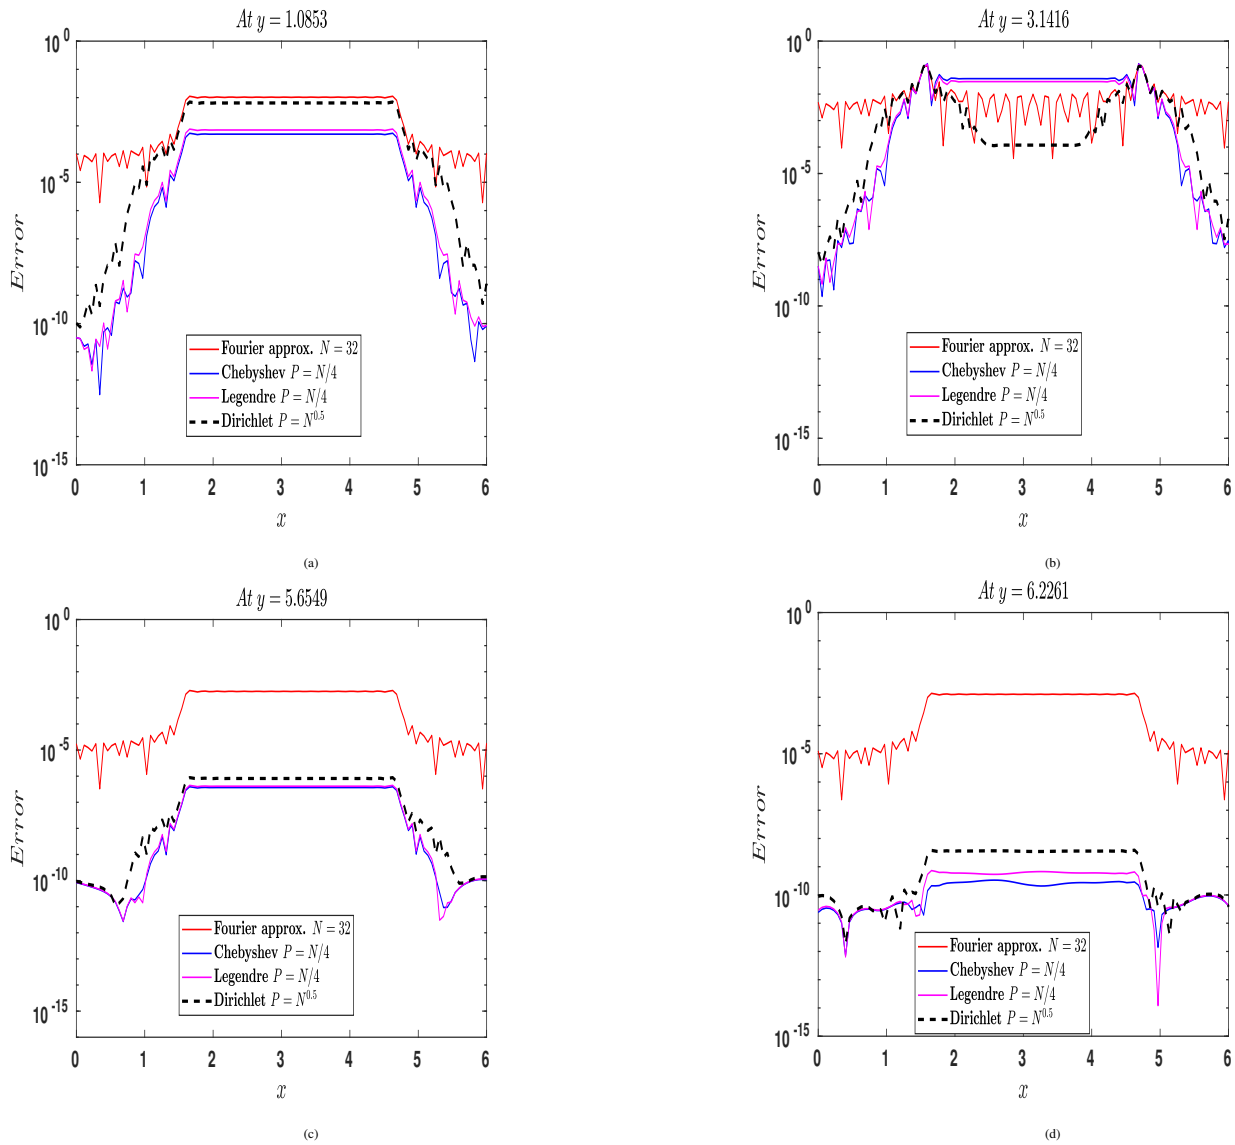 At y = 1.0853
10^0
10^-5
10^-10
10^-15
Error
0 1 2 3 4 5 6
x
Fourier approx. N = 32
Chebyshev P = N/4
Legendre P = N/4
Dirichlet P = N^0.5
(a)
At y = 3.1416
10^0
10^-5
10^-10
10^-15
Error
0 1 2 3 4 5 6
x
Fourier approx. N = 32
Chebyshev P = N/4
Legendre P = N/4
Dirichlet P = N^0.5
(b)
At y = 5.6549
10^0
10^-5
10^-10
10^-15
Error
0 1 2 3 4 5 6
x
Fourier approx. N = 32
Chebyshev P = N/4
Legendre P = N/4
Dirichlet P = N^0.5
(c)
At y = 6.2261
10^0
10^-5
10^-10
10^-15
Error
0 1 2 3 4 5 6
x
Fourier approx. N = 32
Chebyshev P = N/4
Legendre P = N/4
Dirichlet P = N^0.5
(d)